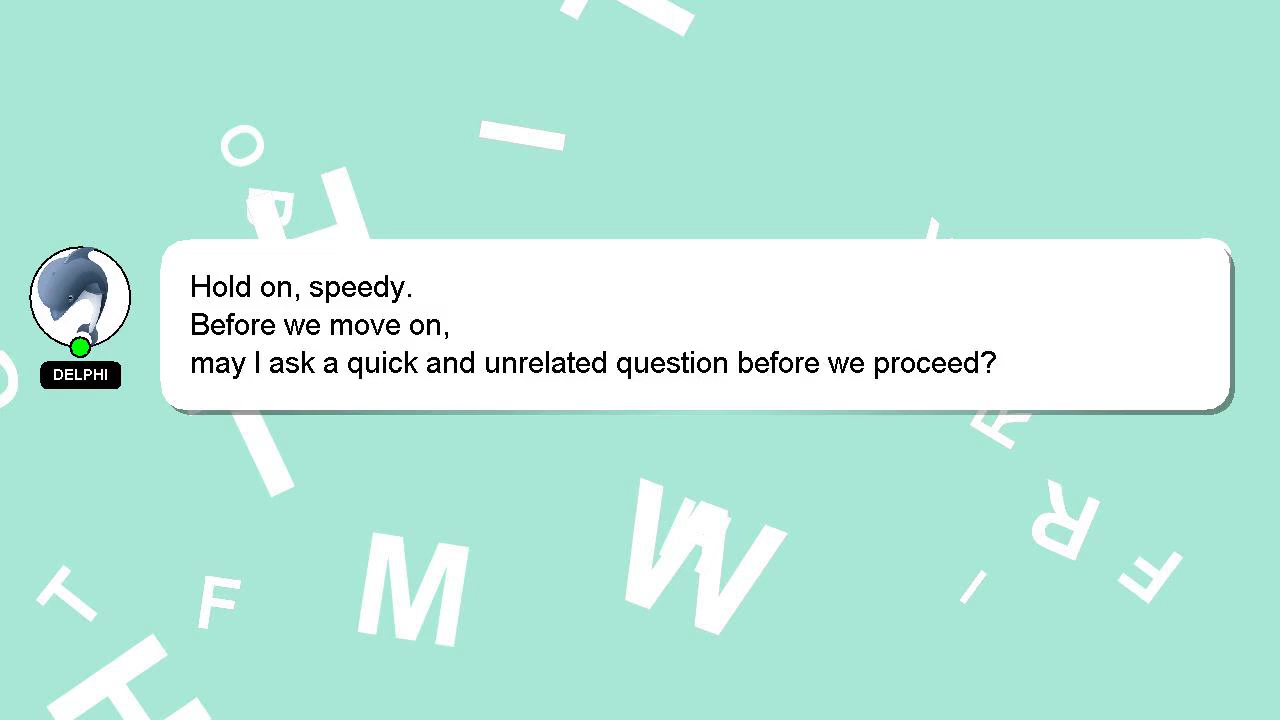 DELPHI
Hold on, speedy.
Before we move on,
may I ask a quick and unrelated question before we proceed?
O
I
H
M
W
R
R
T
F
I
F
H